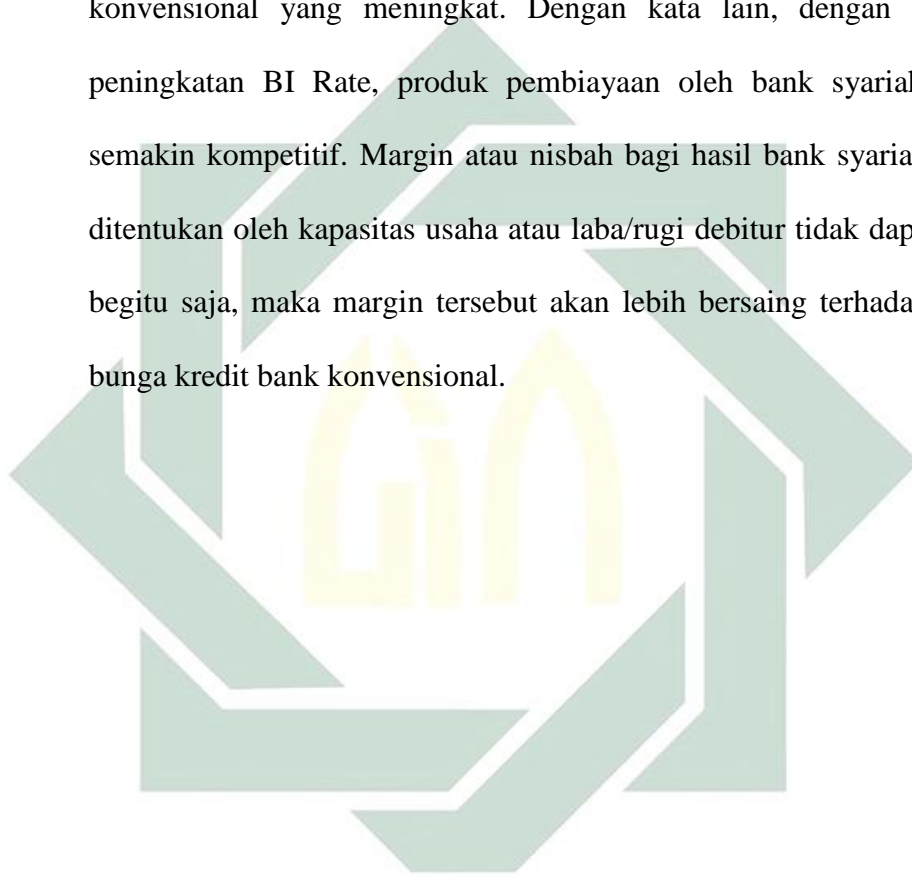 konvensional yang meningkat. Dengan kata lain, dengan
peningkatan BI Rate, produk pembiayaan oleh bank syariah
semakin kompetitif. Margin atau nisbah bagi hasil bank syaria
ditentukan oleh kapasitas usaha atau laba/rugi debitur tidak dap
begitu saja, maka margin tersebut akan lebih bersaing terhada
bunga kredit bank konvensional.